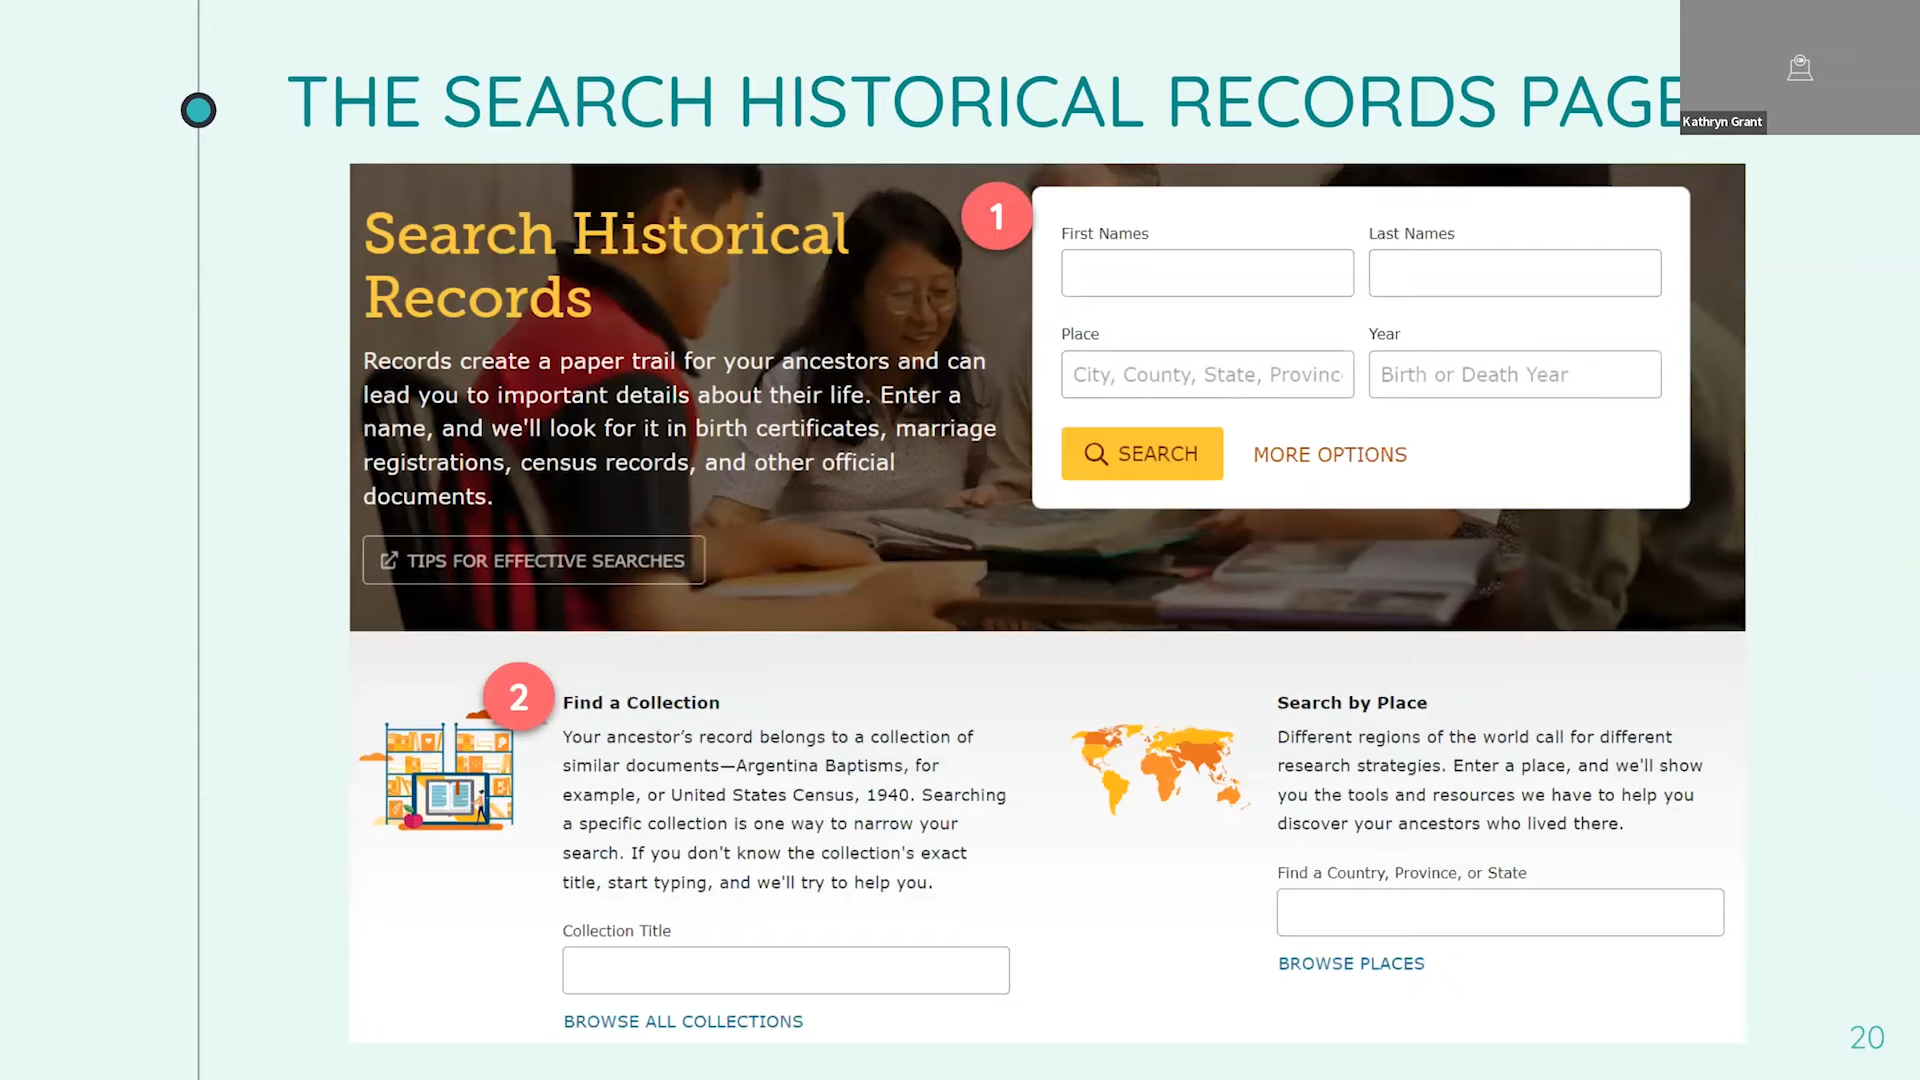 THE SEARCH HISTORICAL RECORDS PAGE
Kathryn Grant
Search Historical
Records
Records create a paper trail for your ancestors and can
lead you to important details about their life. Enter a
name, and we'll look for it in birth certificates, marriage
registrations, census records, and other official
documents.
TIPS FOR EFFECTIVE SEARCHES
1
First Names
Last Names
Place
Year
City, County, State, Provinc
Birth or Death Year
SEARCH
MORE OPTIONS
2
Find a Collection
Your ancestor’s record belongs to a collection of
similar documents—Argentina Baptisms, for
example, or United States Census, 1940. Searching
a specific collection is one way to narrow your
search. If you don't know the collection's exact
title, start typing, and we'll try to help you.
Collection Title
BROWSE ALL COLLECTIONS
Search by Place
Different regions of the world call for different
research strategies. Enter a place, and we'll show
you the tools and resources we have to help you
discover your ancestors who lived there.
Find a Country, Province, or State
BROWSE PLACES
20